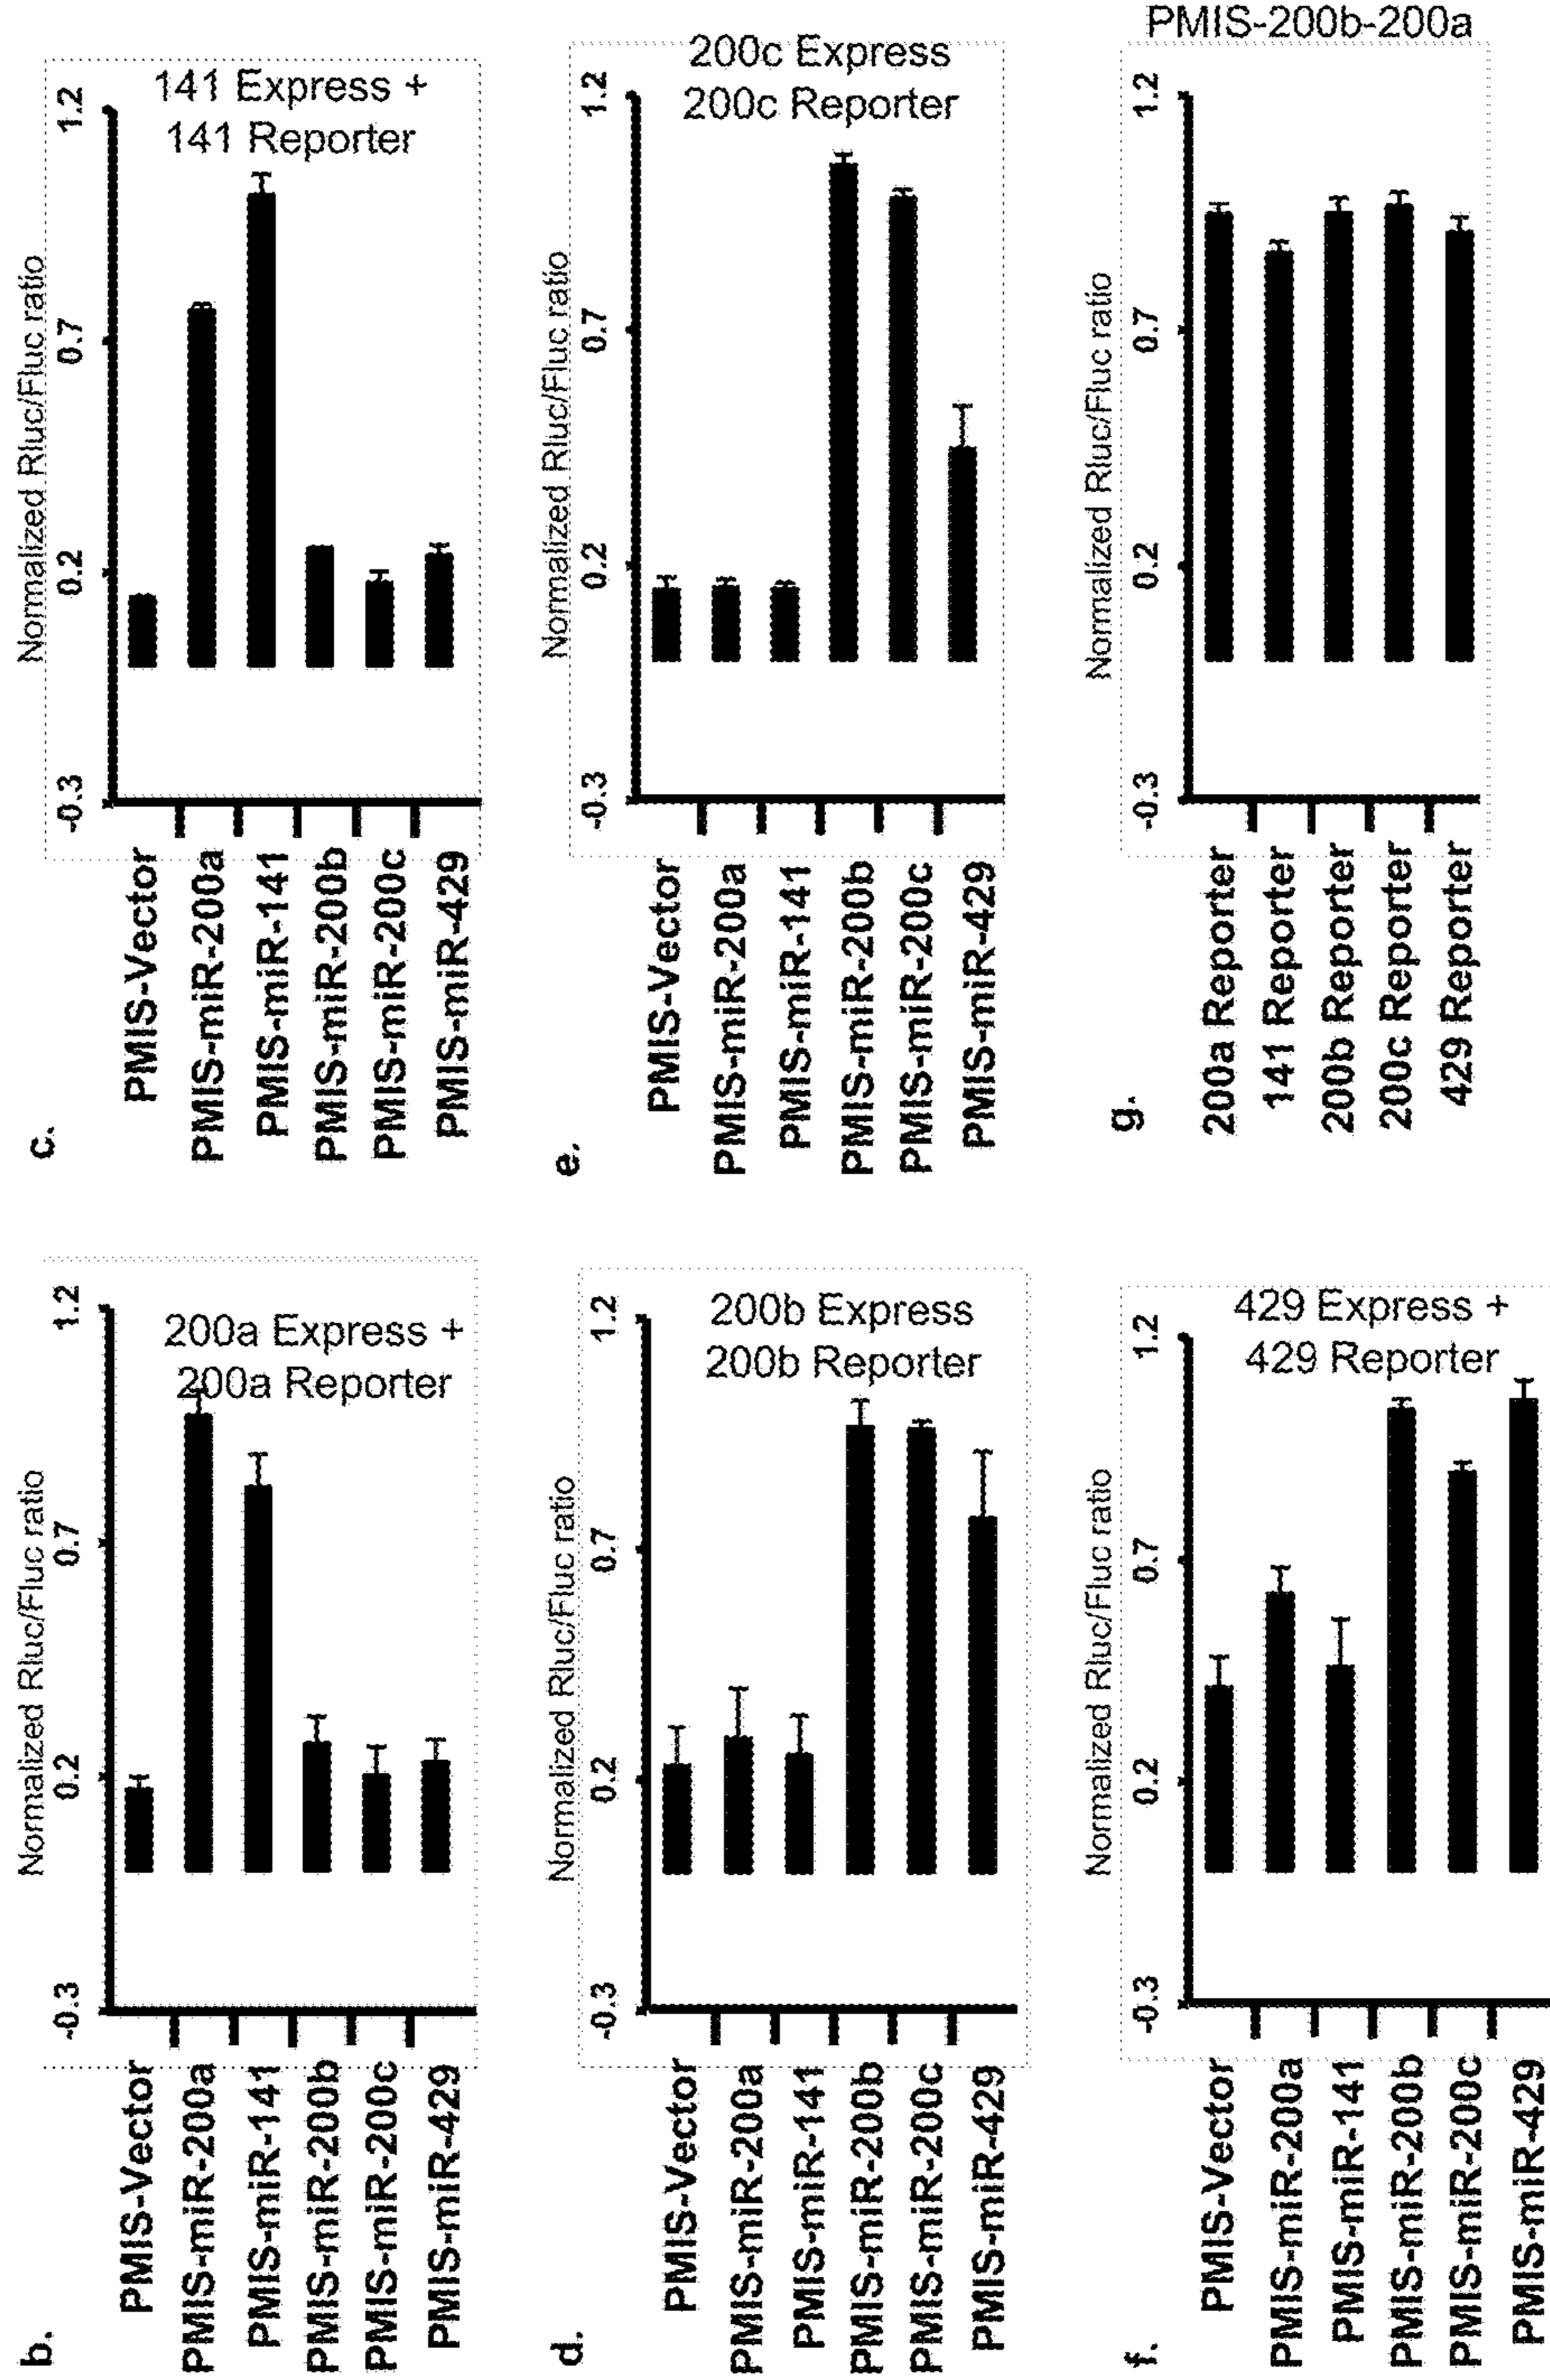 b.
Normalized Rluc/Fluc ratio
-0.3 0.2 0.7 1.2
200a Express +
200a Reporter
PMIS-Vector
PMIS-miR-200a
PMIS-miR-141
PMIS-miR-200b
PMIS-miR-200c
PMIS-miR-429
c.
Normalized Rluc/Fluc ratio
-0.3 0.2 0.7 1.2
141 Express +
141 Reporter
PMIS-Vector
PMIS-miR-200a
PMIS-miR-141
PMIS-miR-200b
PMIS-miR-200c
PMIS-miR-429
d.
Normalized Rluc/Fluc ratio
-0.3 0.2 0.7 1.2
200b Express
200b Reporter
PMIS-Vector
PMIS-miR-200a
PMIS-miR-141
PMIS-miR-200b
PMIS-miR-200c
PMIS-miR-429
e.
Normalized Rluc/Fluc ratio
-0.3 0.2 0.7 1.2
200c Express
200c Reporter
PMIS-Vector
PMIS-miR-200a
PMIS-miR-141
PMIS-miR-200b
PMIS-miR-200c
PMIS-miR-429
f.
Normalized Rluc/Fluc ratio
-0.3 0.2 0.7 1.2
429 Express +
429 Reporter
PMIS-Vector
PMIS-miR-200a
PMIS-miR-141
PMIS-miR-200b
PMIS-miR-200c
PMIS-miR-429
g.
Normalized Rluc/Fluc ratio
-0.3 0.2 0.7 1.2
PMIS-200b-200a
200a Reporter
141 Reporter
200b Reporter
200c Reporter
429 Reporter